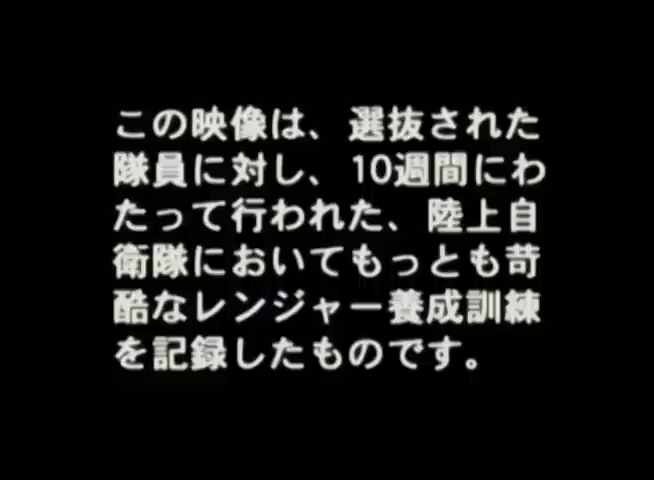 この映像は、選抜された
隊員に対し、10週間にわ
たって行われた、陸上自
衛隊においてもっとも苛
酷なレンジャー養成訓練
を記録したものです。